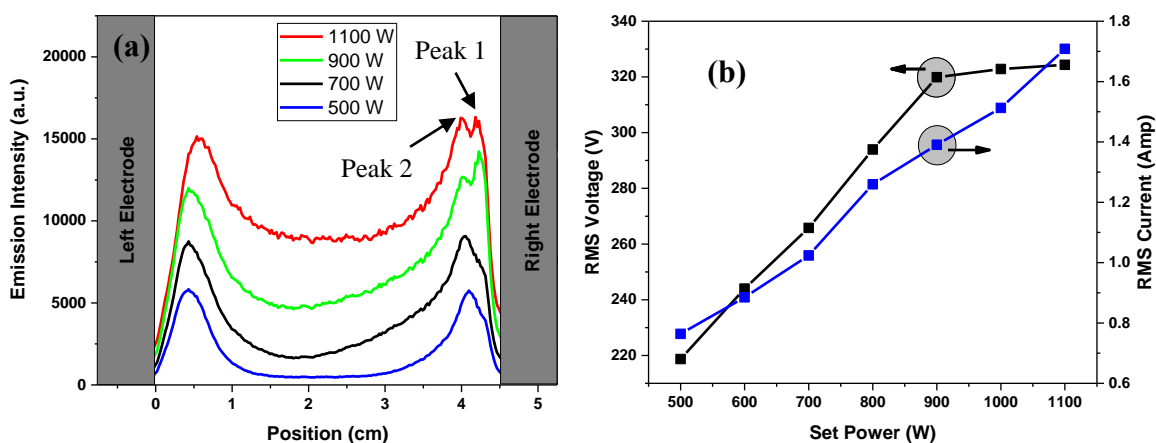 (a)
1100 W
900 W
700 W
500 W
Peak 1
Peak 2
Left Electrode
Right Electrode
Emission Intensity (a.u.)
22500
20000
15000
10000
5000
0
0 1 2 3 4 5
Position (cm)
(b)
RMS Voltage (V)
340
320
300
280
260
240
220
RMS Current (Amp)
1.8
1.6
1.4
1.2
1.0
0.8
0.6
500 600 700 800 900 1000 1100
Set Power (W)